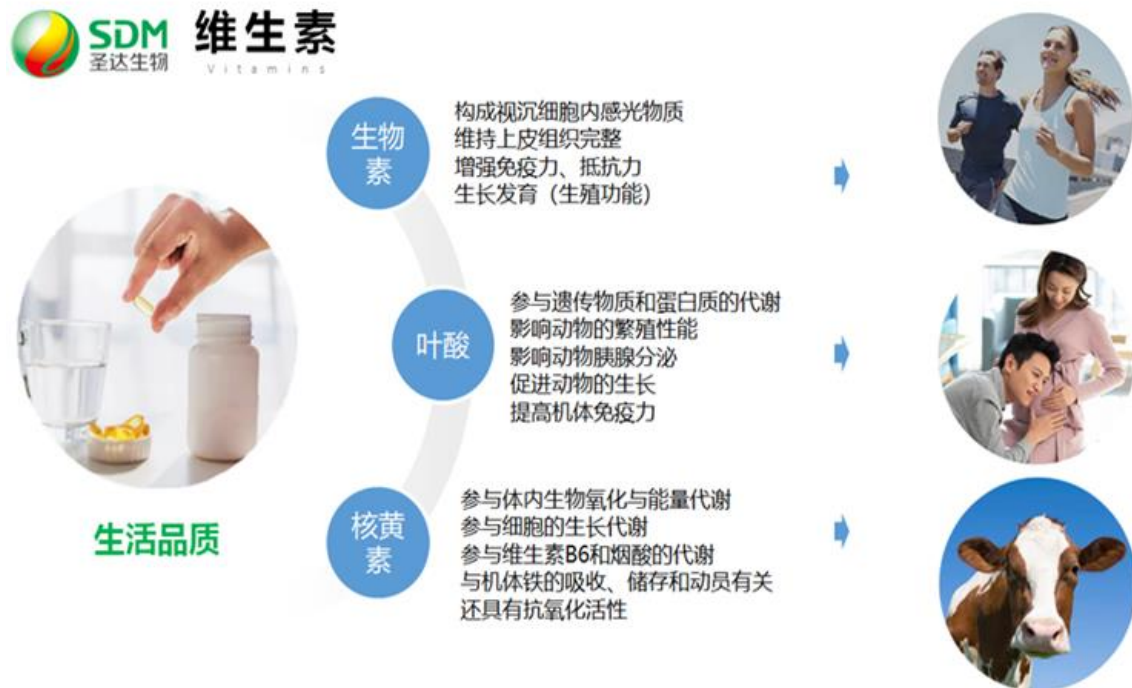 SDM
圣达生物
维生素
Vitamins
生物
素
构成视沉细胞内感光物质
维持上皮组织完整
增强免疫力、抵抗力
生长发育（生殖功能）
叶酸
参与遗传物质和蛋白质的代谢
影响动物的繁殖性能
影响动物胰腺分泌
促进动物的生长
提高机体免疫力
生活品质
核黄
素
参与体内生物氧化与能量代谢
参与细胞的生长代谢
参与维生素B6和烟酸的代谢
与机体铁的吸收、储存和动员有关
还具有抗氧化活性